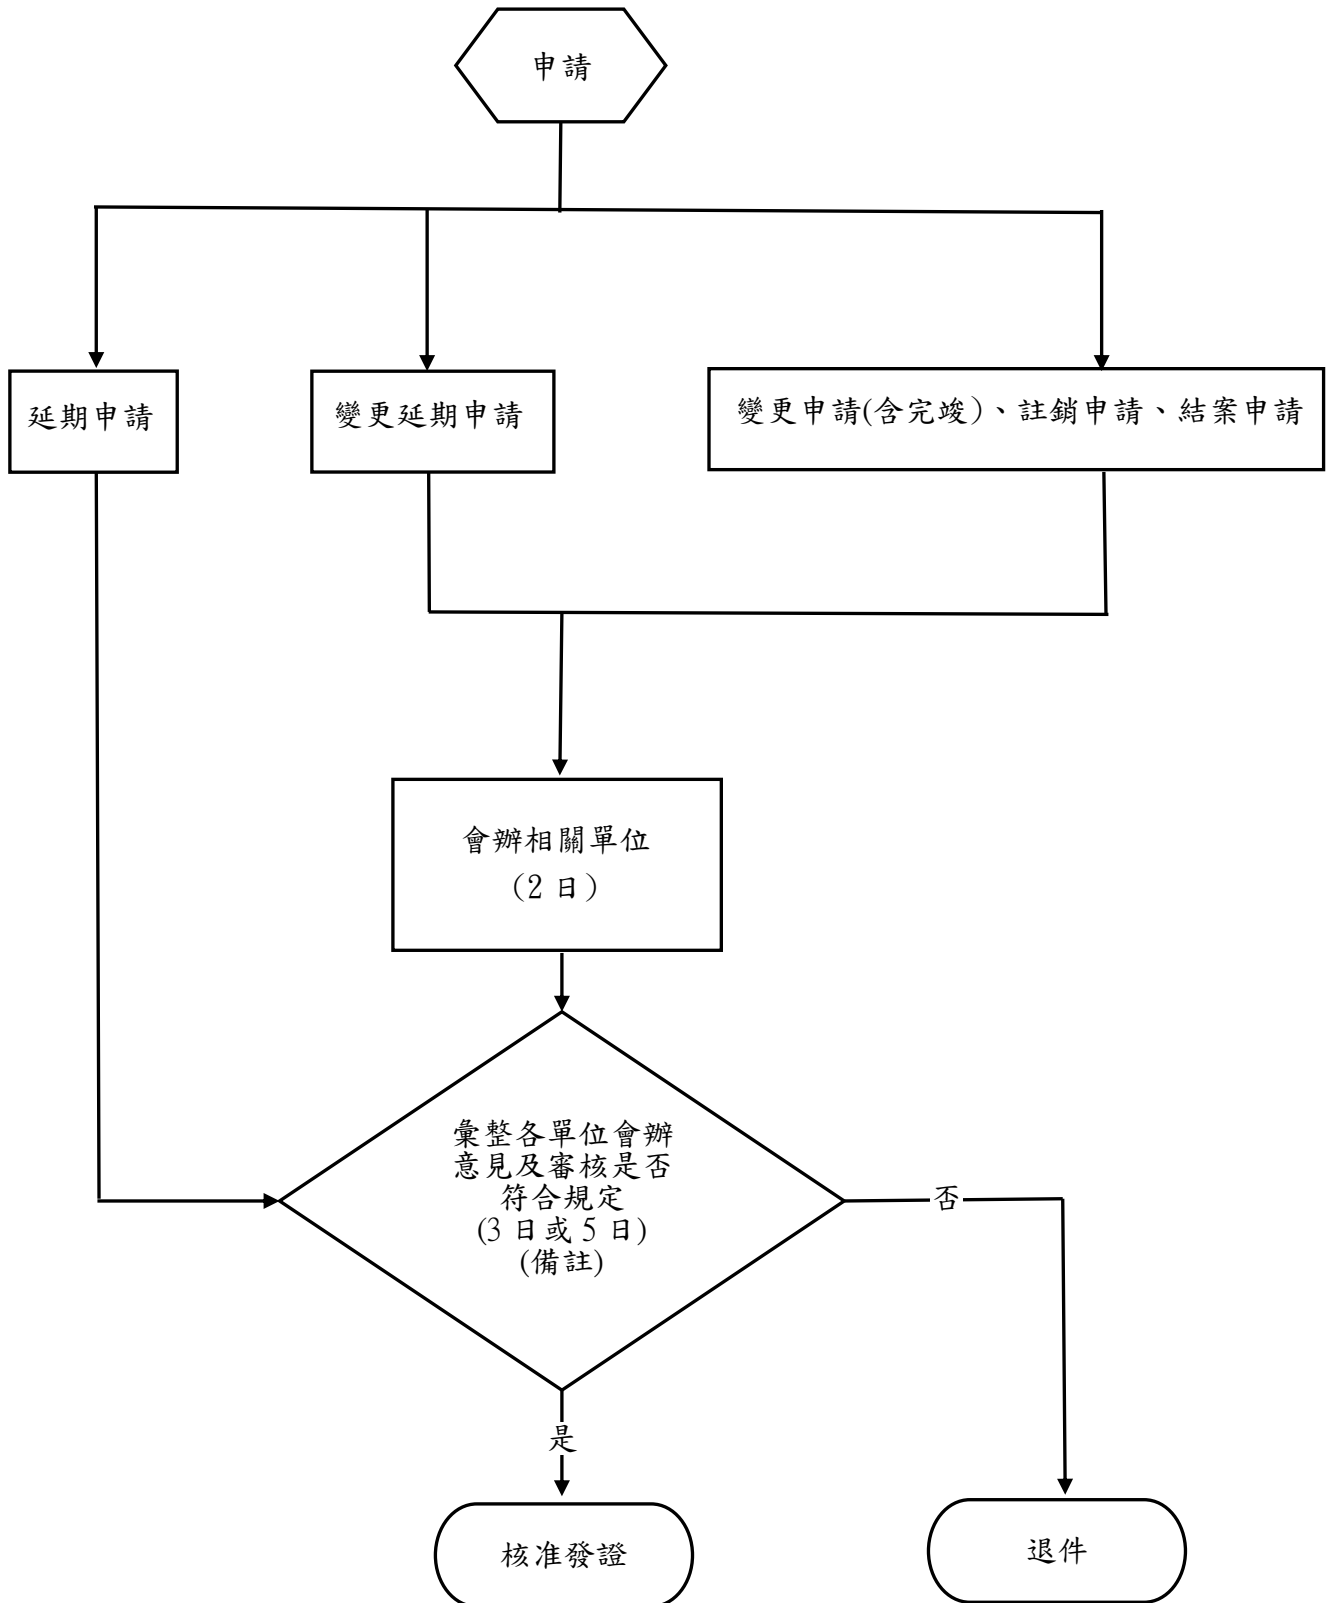 申請
延期申請
變更延期申請
變更申請(含完竣)、註銷申請、結案申請
會辦相關單位
(2日)
彙整各單位會辦
意見及審核是否
符合規定
(3日或5日)
(備註)
否
是
核准發證
退件